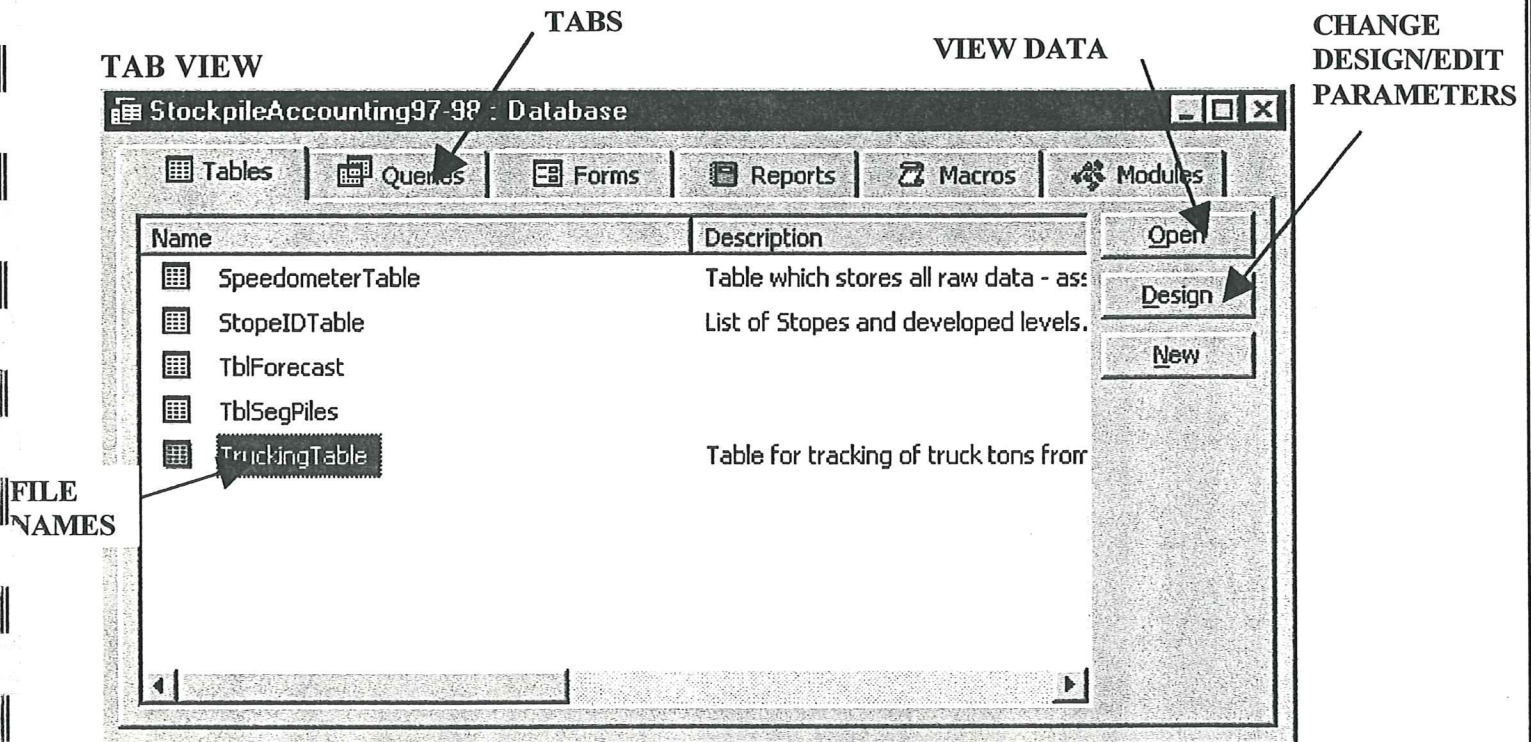 TABS
CHANGE
DESIGN/EDIT
PARAMETERS
VIEW DATA
TAB VIEW
StockpileAccounting97-98 : Database
Tables Queries Forms Reports Macros Modules
Name Description Open
SpeedometerTable Table which stores all raw data - ass
Design
StopeIDTable List of Stopes and developed levels.
New
TblForecast
TblSegPiles
TruckingTable Table for tracking of truck tons from
FILE
NAMES